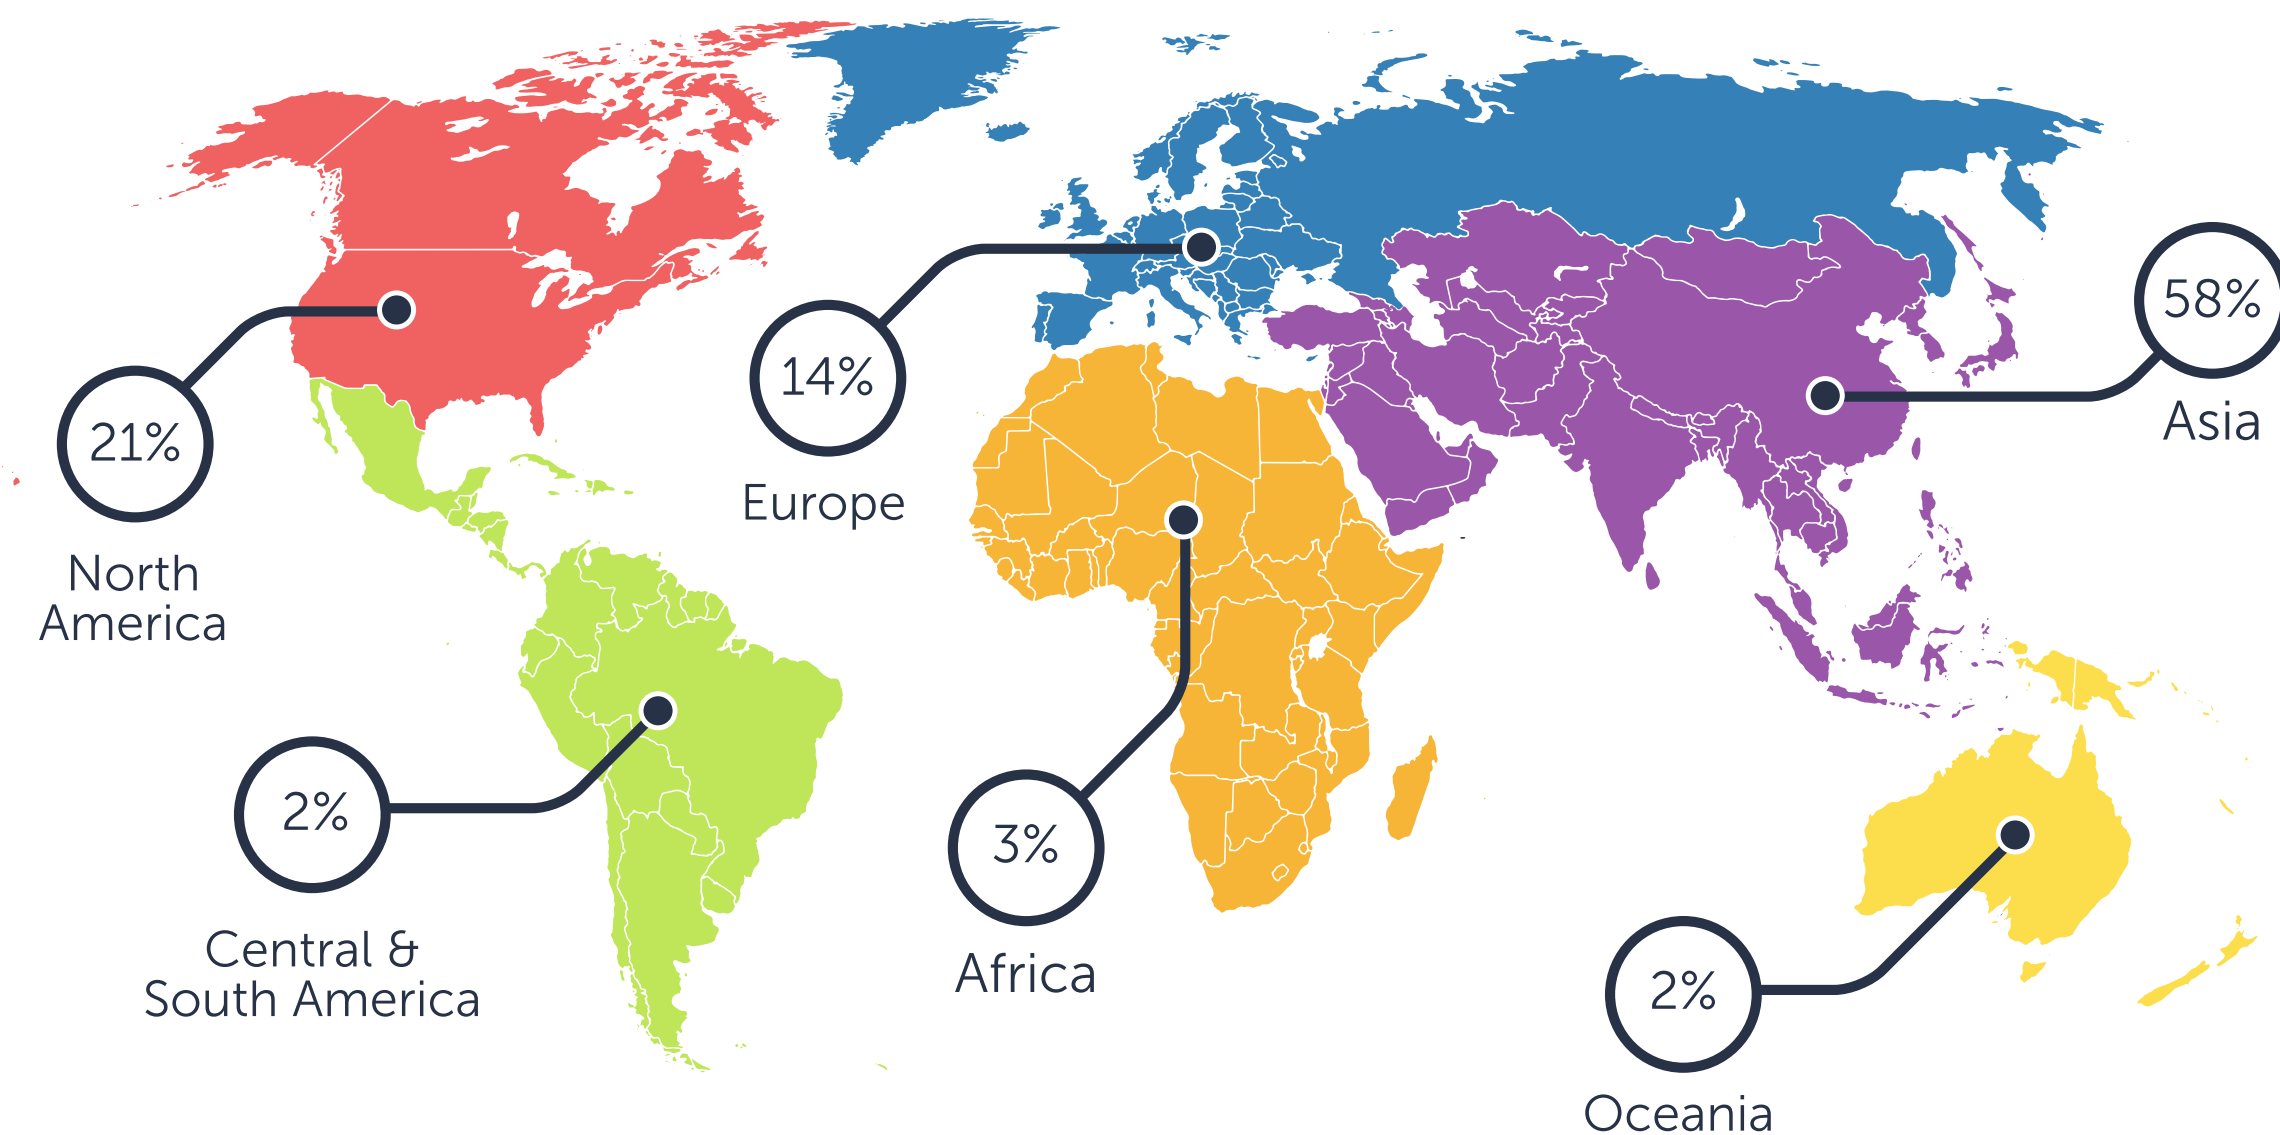 21%
North
America
14%
Europe
58%
Asia
2%
Central &
South America
3%
Africa
2%
Oceania